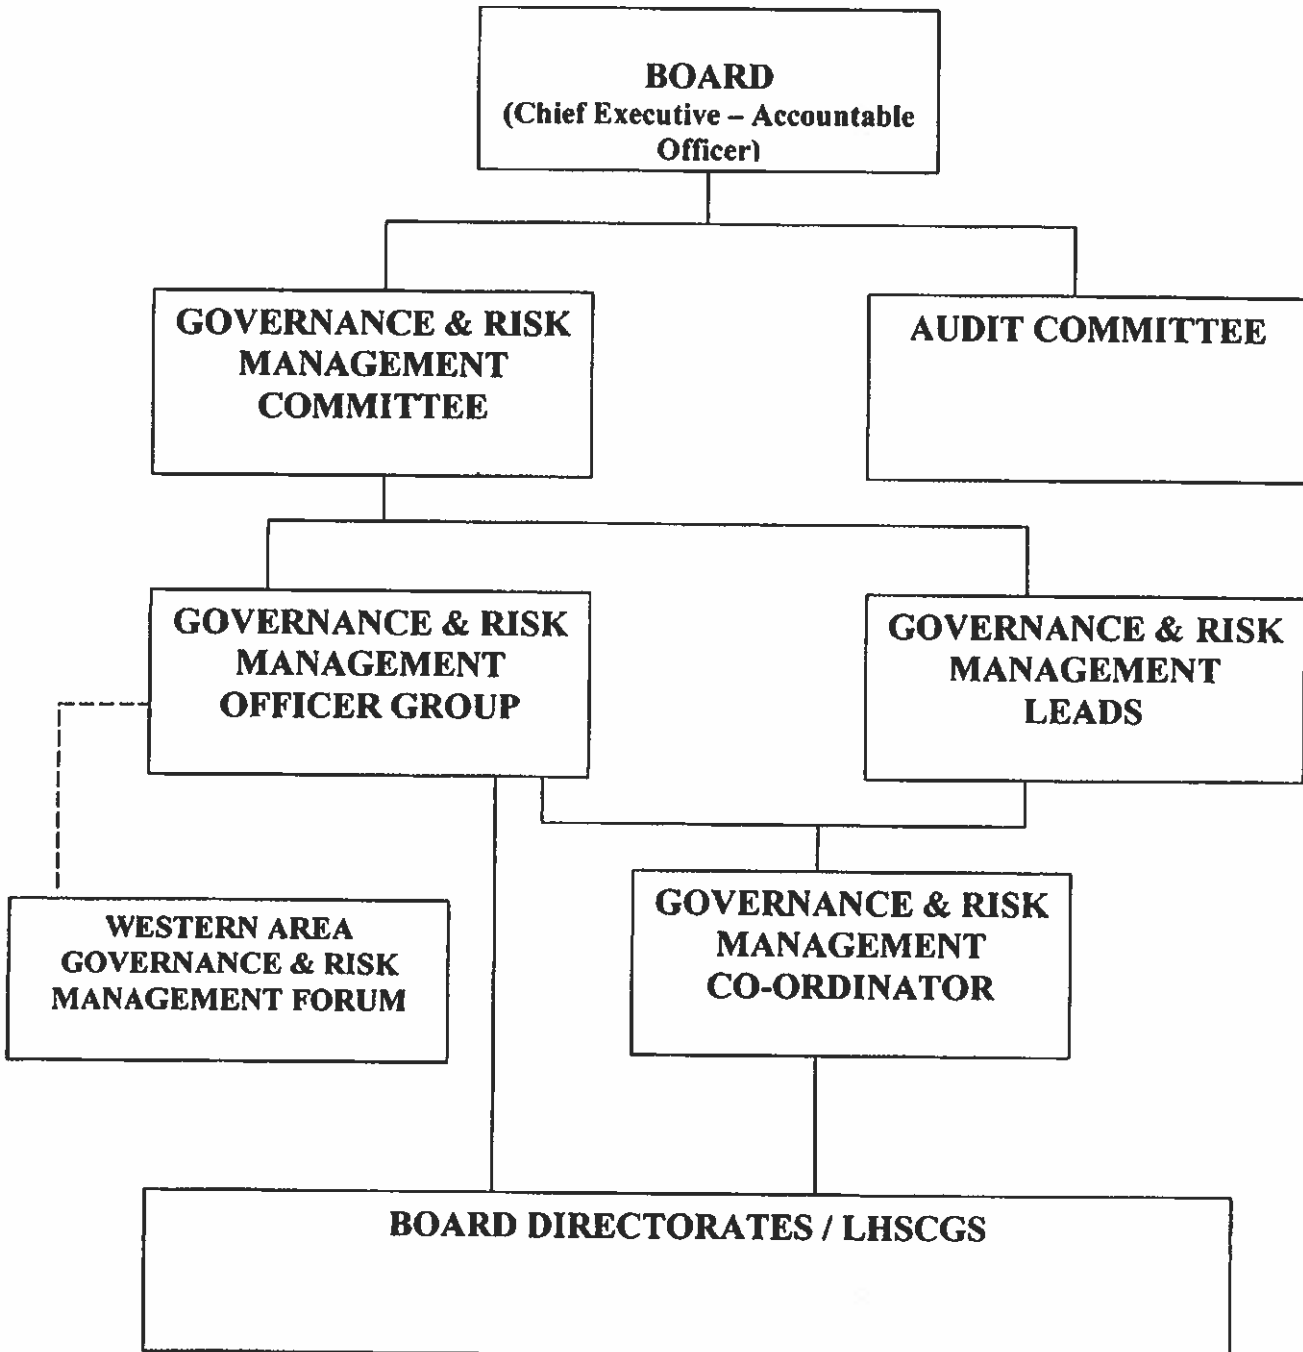 BOARD
(Chief Executive – Accountable
Officer)
GOVERNANCE & RISK
MANAGEMENT
COMMITTEE
AUDIT COMMITTEE
GOVERNANCE & RISK
MANAGEMENT
OFFICER GROUP
GOVERNANCE & RISK
MANAGEMENT
LEADS
WESTERN AREA
GOVERNANCE & RISK
MANAGEMENT FORUM
GOVERNANCE & RISK
MANAGEMENT
CO-ORDINATOR
BOARD DIRECTORATES / LHSCGS